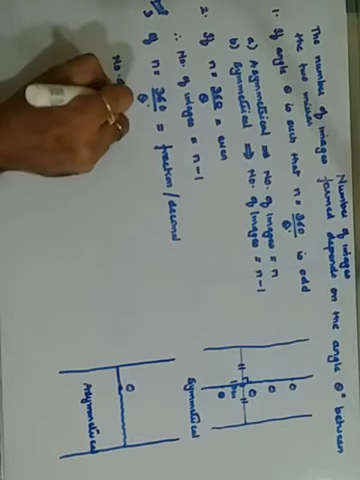 Number of images
The number of images formed depends on the angle θ° between
the two mirrors
1. If angle θ is such that n = 360/θ° is odd
a) Asymmetrical ⇒ No. of Images = n
b) Symmetrical ⇒ No. of Images = n-1
2. If n = 360/θ = even
∴ No. of images = n-1
3 If n = 360/θ° = fraction/decimal
No.
Symmetrical
Asymmetrical